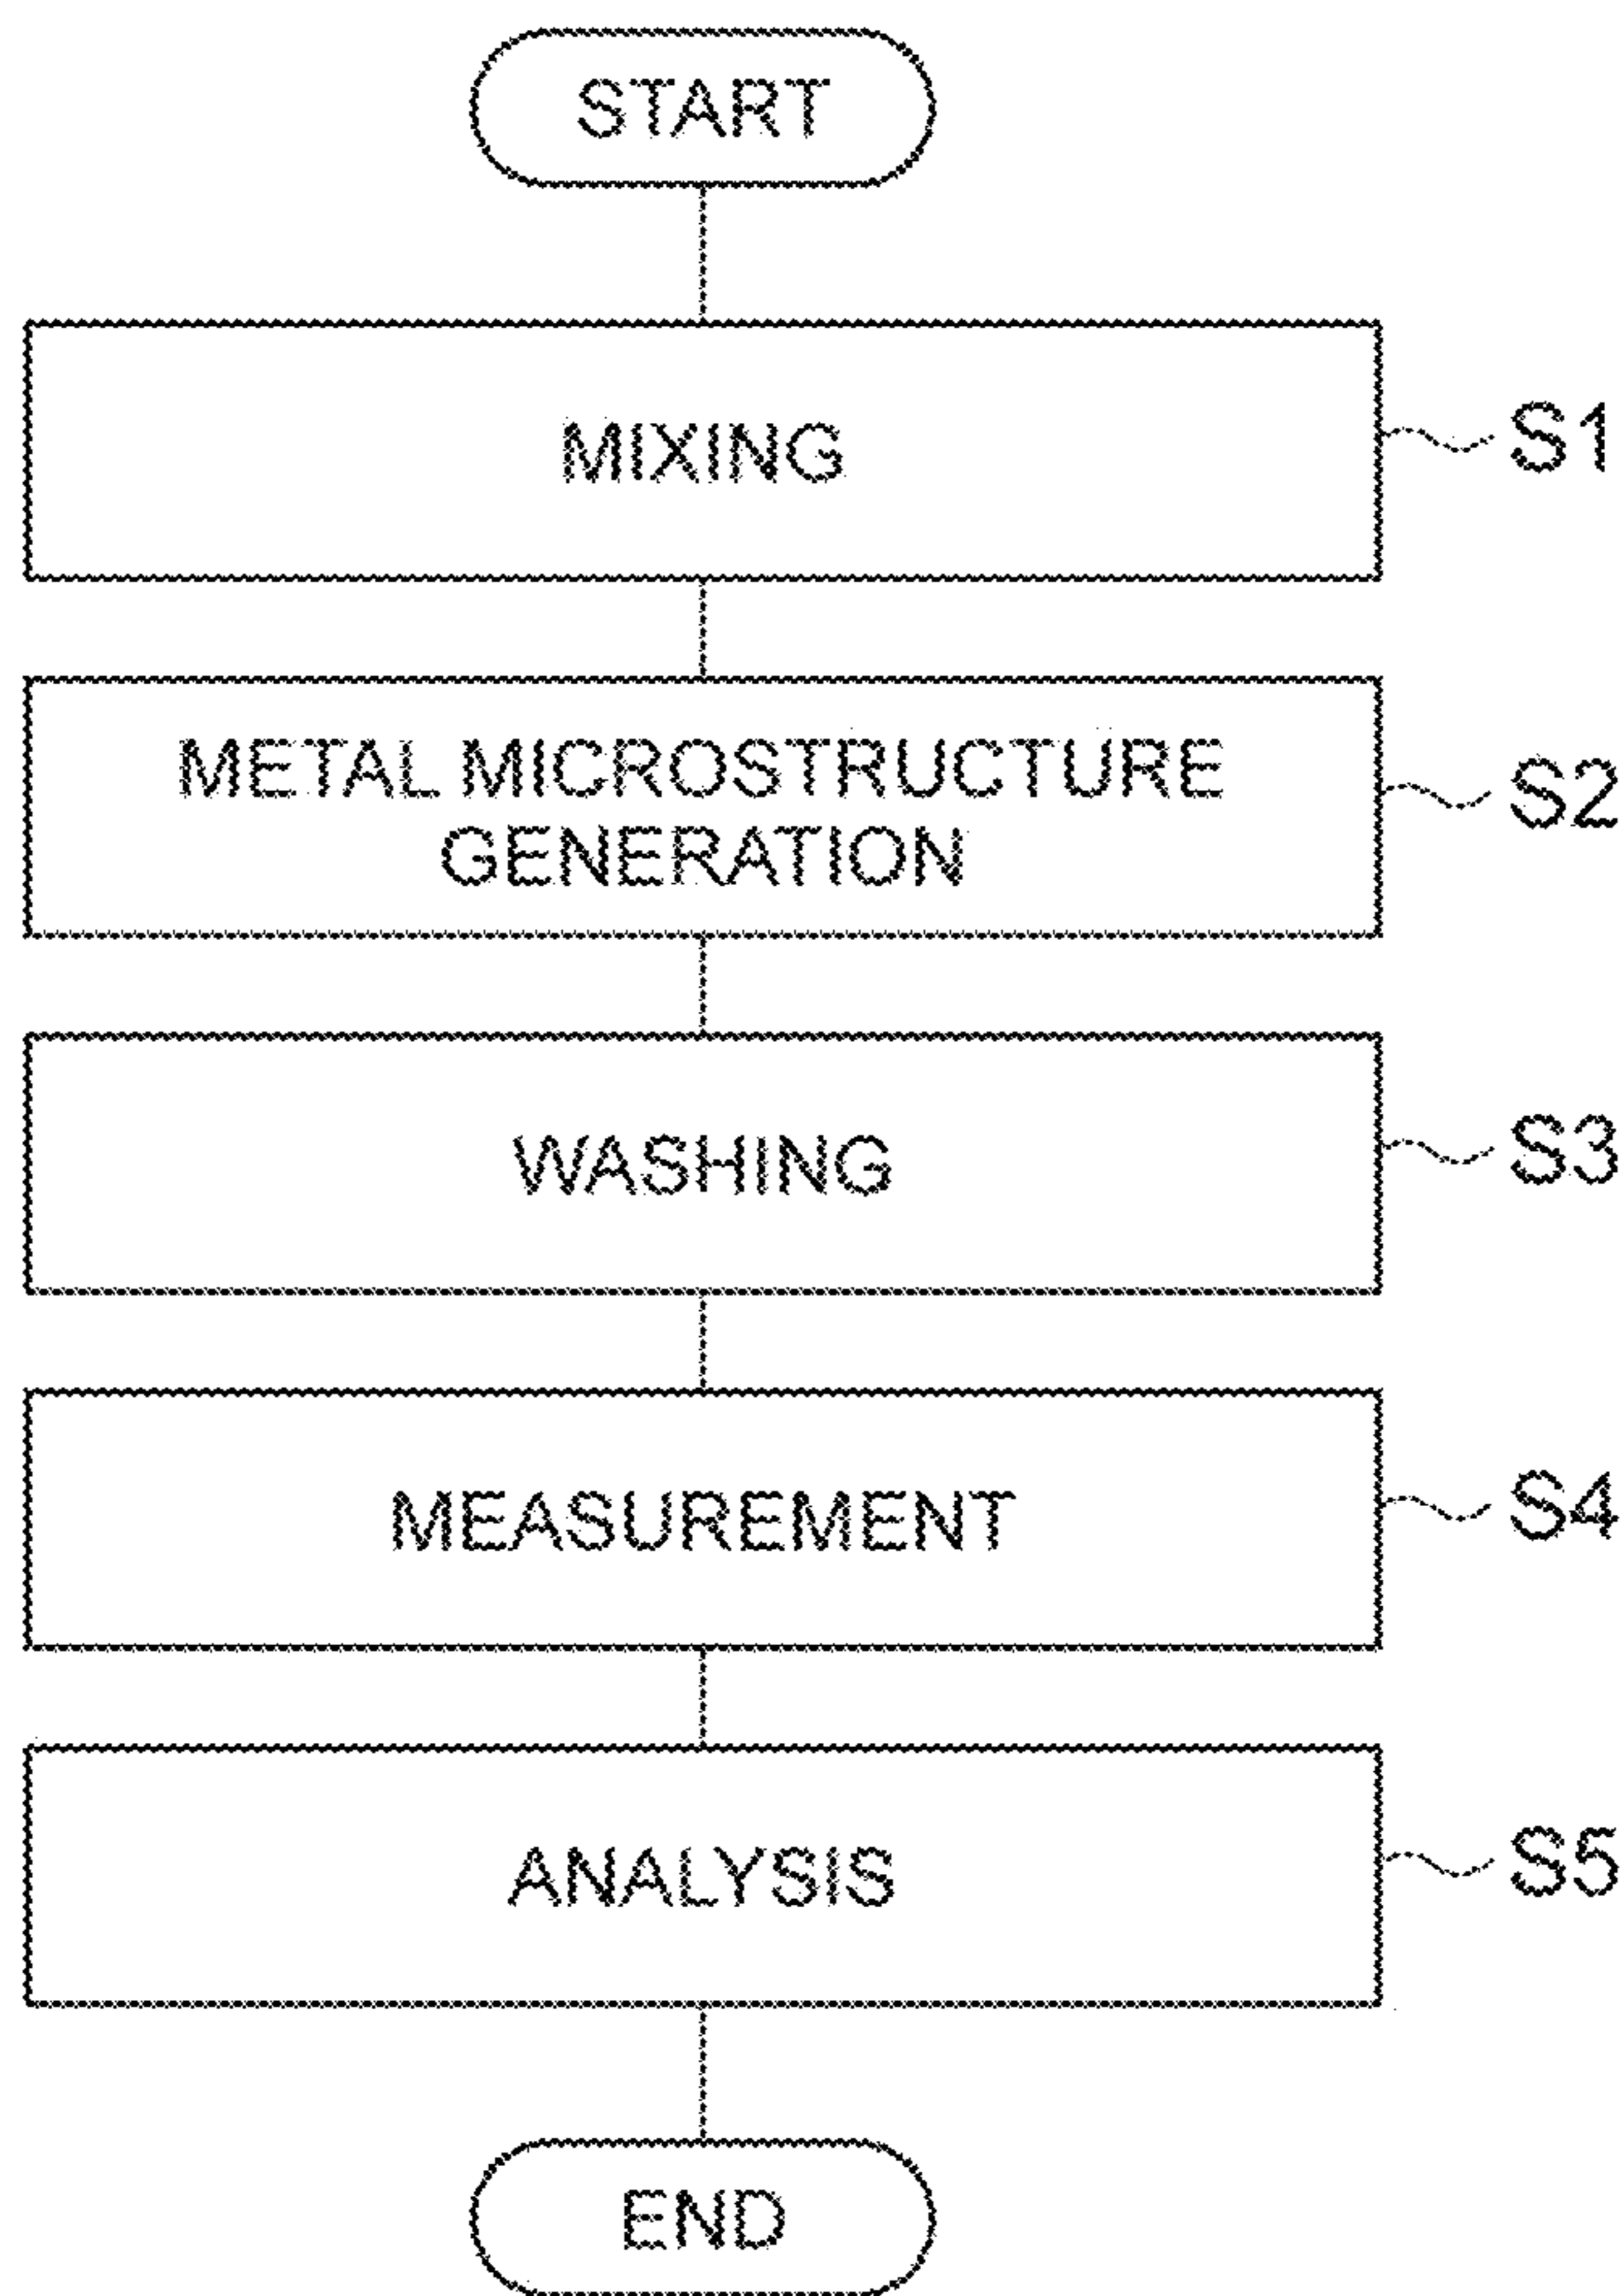 START
MIXING
S1
METAL MICROSTRUCTURE
GENERATION
S2
WASHING
S3
MEASUREMENT
S4
ANALYSIS
S5
END